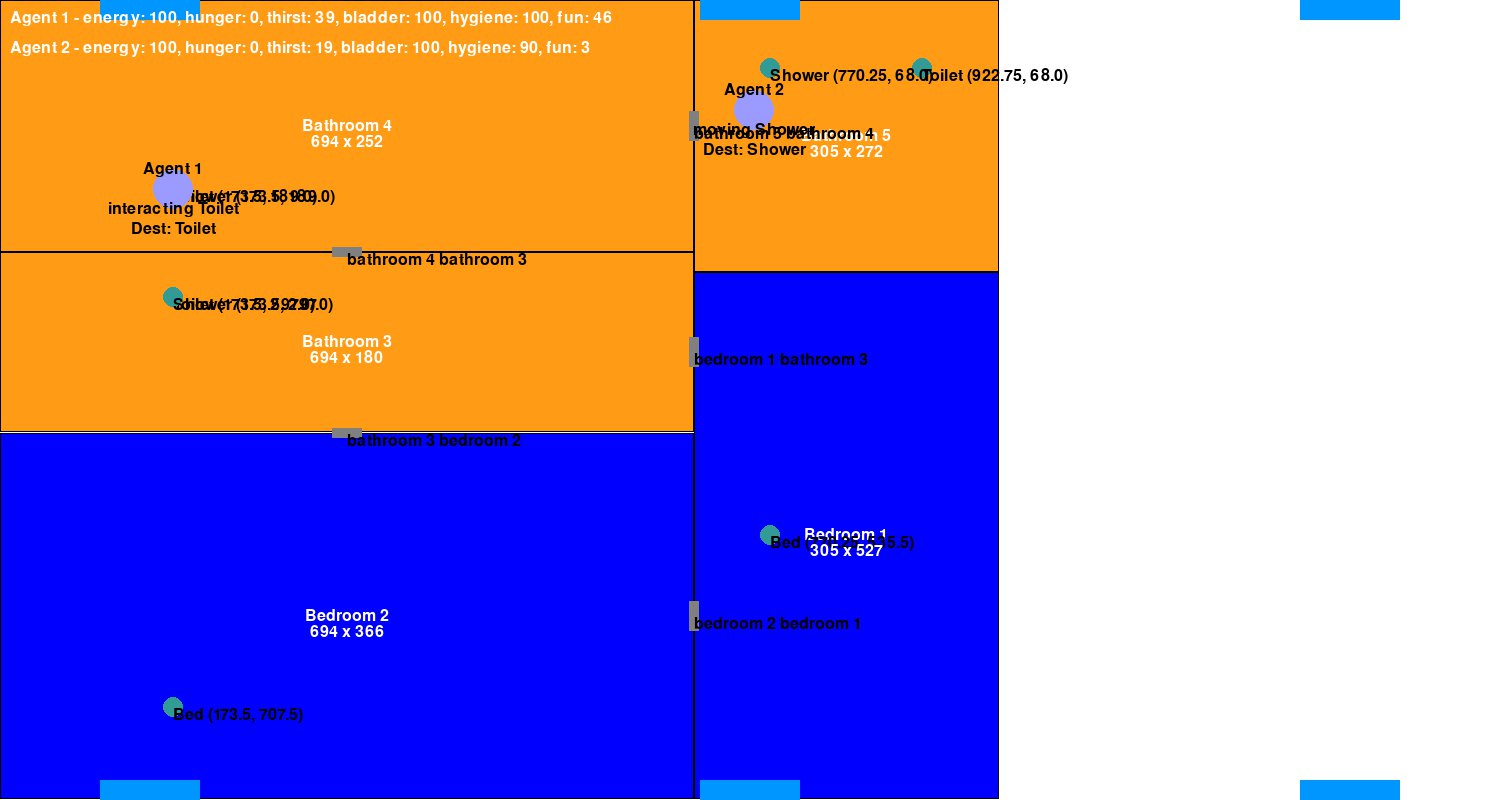 Agent 1 - energy: 100, hunger: 0, thirst: 39, bladder: 100, hygiene: 100, fun: 46
Agent 2 - energy: 100, hunger: 0, thirst: 19, bladder: 100, hygiene: 90, fun: 3
Shower (770.25, 68.0)
Toilet (922.75, 68.0)
Agent 2
moving Shower
bathroom 5 bathroom 4
Dest: Shower
305 x 272
Bathroom 4
694 x 252
Agent 1
interacting Toilet
Dest: Toilet
bathroom 4 bathroom 3
Bathroom 3
694 x 180
bedroom 1 bathroom 3
bathroom 3 bedroom 2
Bedroom 1
Bed
305 x 527
Bedroom 2
694 x 366
bedroom 2 bedroom 1
Bed (173.5, 707.5)